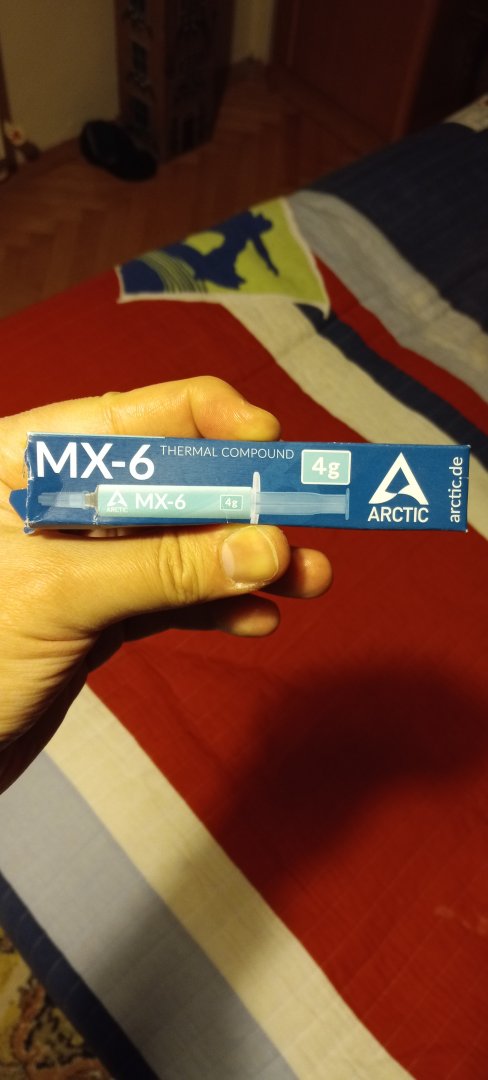 MX-6 THERMAL COMPOUND 4g
ARCTIC
MX-6 4g
ARCTIC
arctic.de